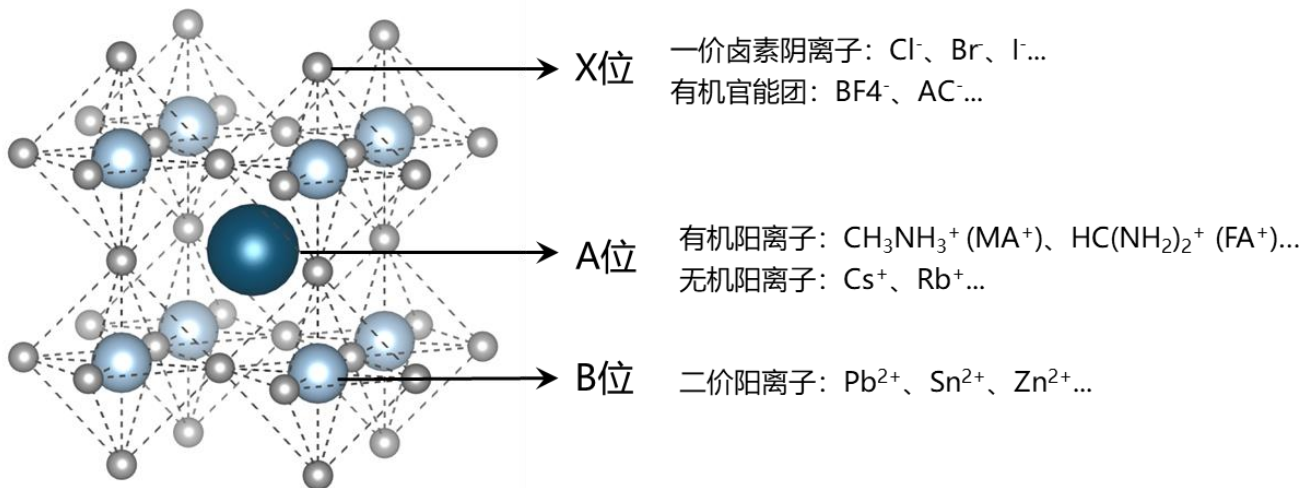 X位
一价卤素阴离子：Cl⁻、Br⁻、I⁻...
有机官能团：BF4⁻、AC⁻...
A位
有机阳离子：CH₃NH₃⁺ (MA⁺)、HC(NH₂)₂⁺ (FA⁺)...
无机阳离子：Cs⁺、Rb⁺...
B位
二价阳离子：Pb²⁺、Sn²⁺、Zn²⁺...